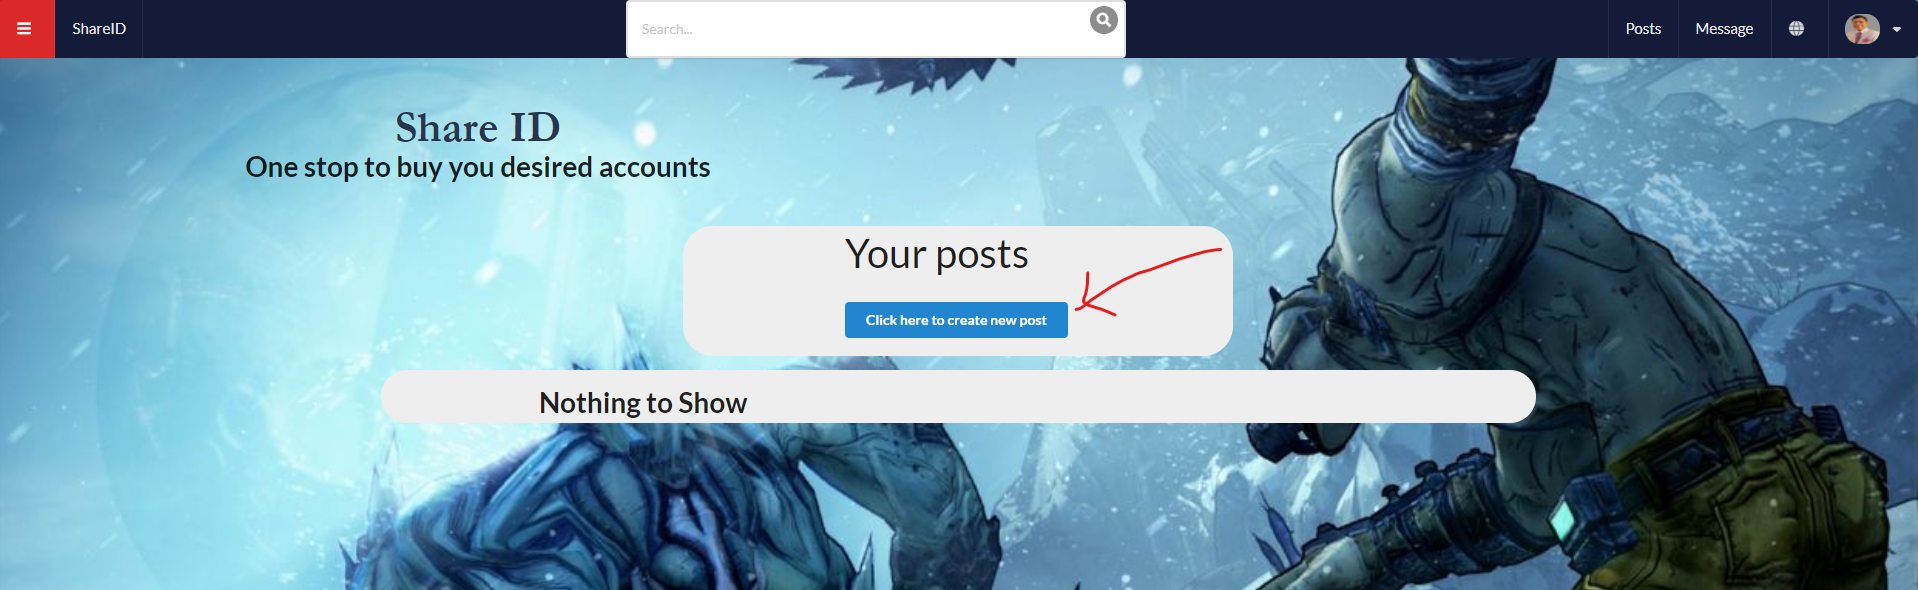 ShareID
Search...
Posts
Message
Share ID
One stop to buy you desired accounts
Your posts
Click here to create new post
Nothing to Show